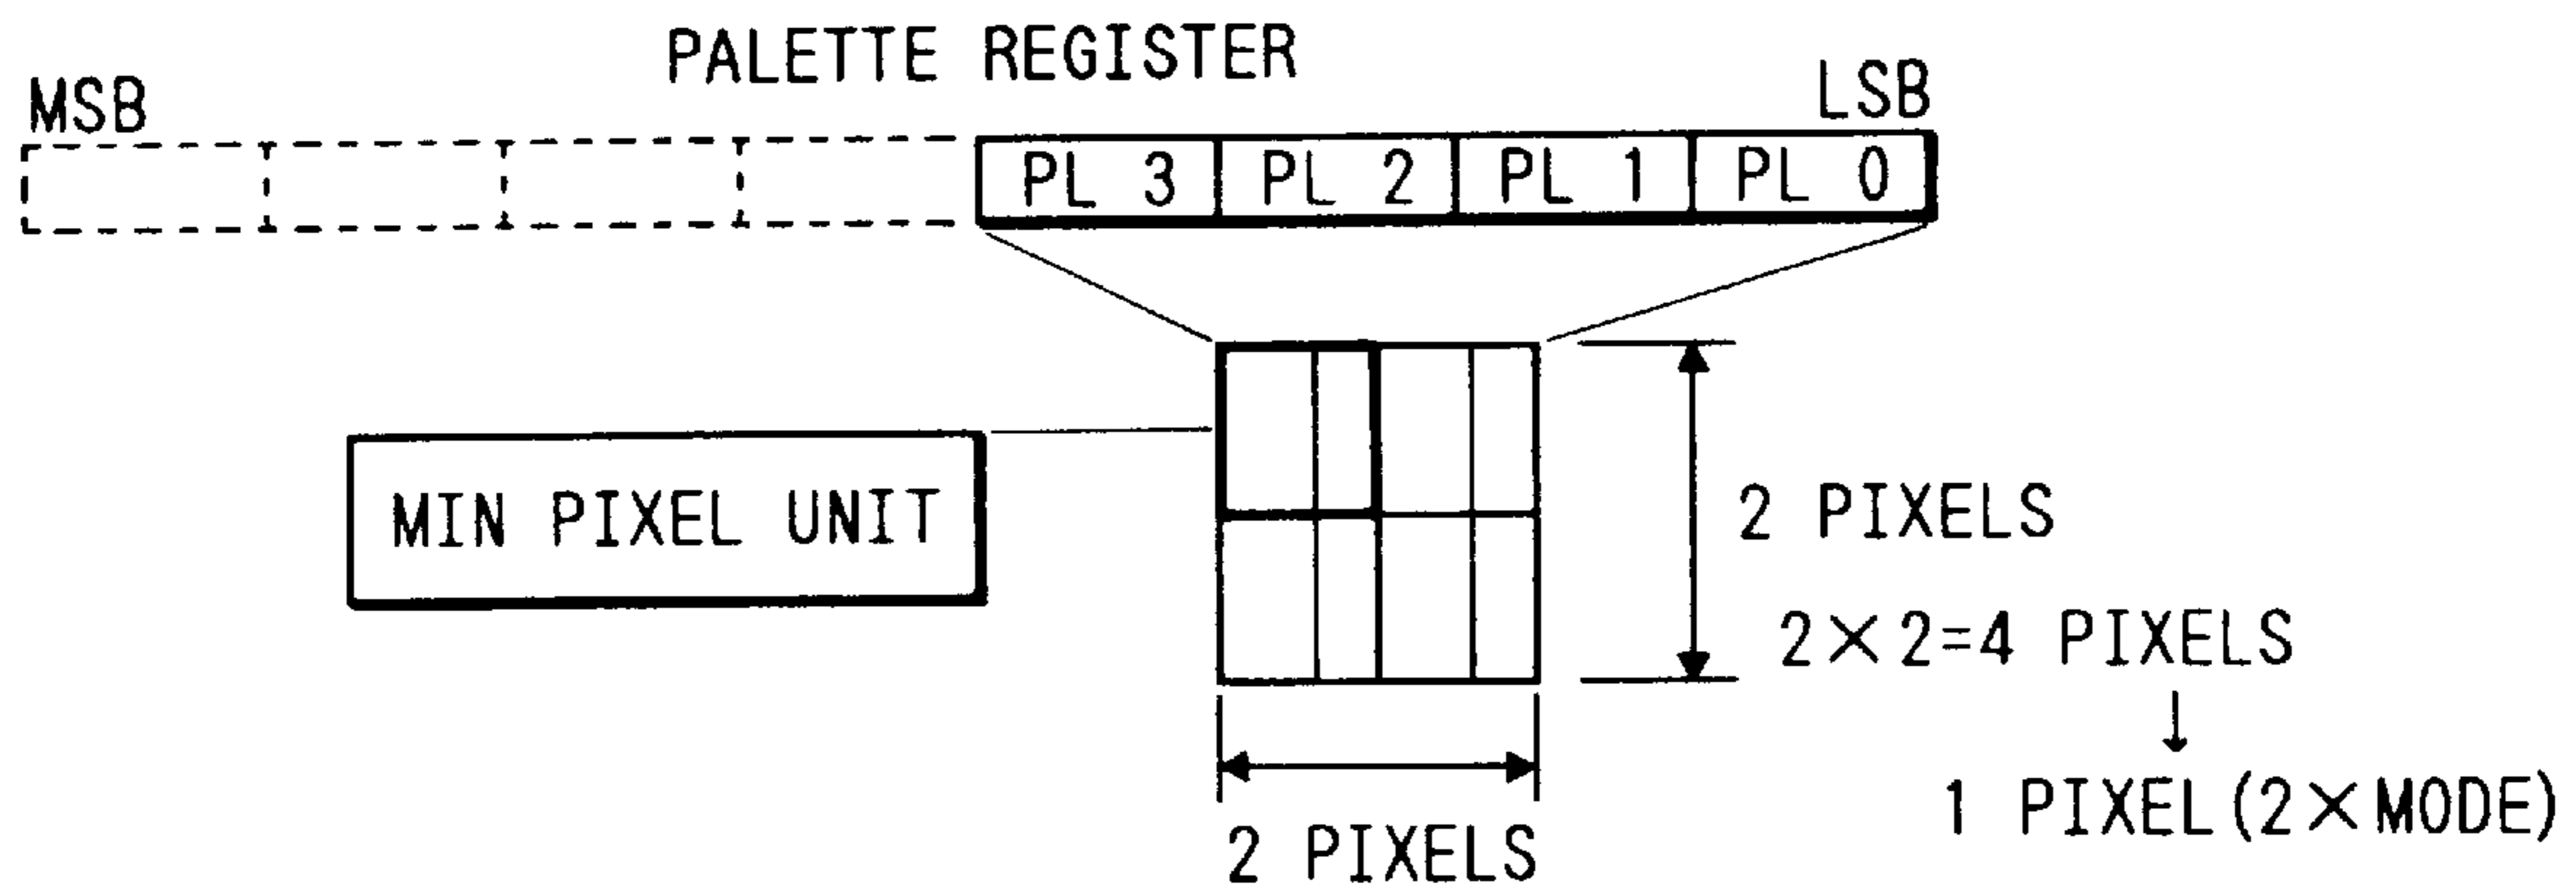 PALETTE REGISTER
MSB
LSB
PL 3 PL 2 PL 1 PL 0
MIN PIXEL UNIT
2 PIXELS
2×2=4 PIXELS
↓
1 PIXEL(2×MODE)
2 PIXELS